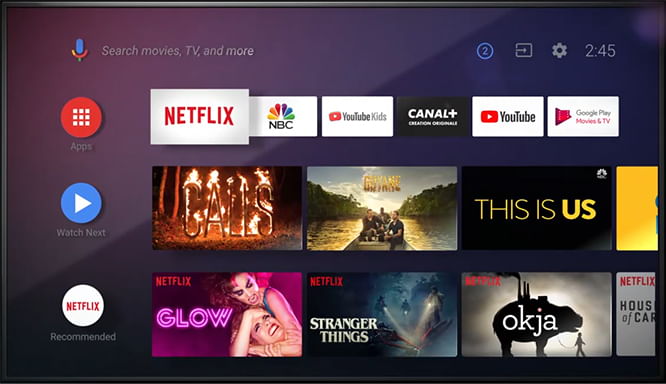 Search movies, TV, and more
2
2:45
Apps
NETFLIX
NBC
YouTube Kids
CANAL+
CREATION ORIGINALE
YouTube
Google Play
Movies & TV
Watch Next
CALLS
GUYANE
THIS IS US
NETFLIX
Recommended
NETFLIX
GLOW
NETFLIX
STRANGER
THINGS
NETFLIX
okja
NETFLIX
HOUSE
of CAR